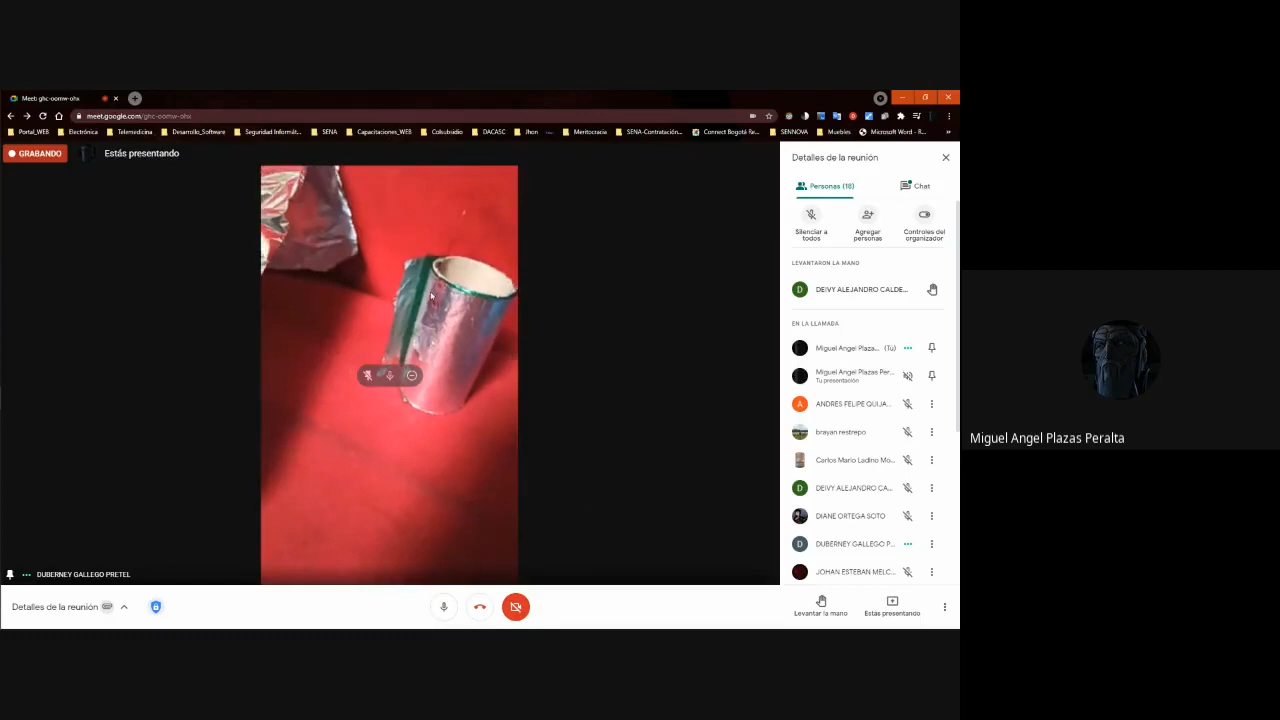 Meet: ghc-oomw-ohx
meet.google.com/ghc-oomw-ohx
Portal_WEB Electrónica Telemedicina Desarrollo_Software Seguridad Informát... SENA Capacitaciones_WEB Colsubsidio DACASC Jhon Meritocracia SENA-Contratación... Connect Bogotá Re... SENNOVA Muebles Microsoft Word - R... »
GRABANDO
Estás presentando
Detalles de la reunión
Personas (18)
Chat
Silenciar a
todos
Agregar
personas
Controles del
organizador
LEVANTARON LA MANO
D DEIVY ALEJANDRO CALDE...
EN LA LLAMADA
Miguel Angel Plaza... (Tú)
Miguel Angel Plazas Per...
Tu presentación
A ANDRES FELIPE QUIJA...
brayan restrepo
Carlos Mario Ladino Mo...
D DEIVY ALEJANDRO CA...
DIANE ORTEGA SOTO
D DUBERNEY GALLEGO P...
JOHAN ESTEBAN MELC...
DUBERNEY GALLEGO PRETEL
Detalles de la reunión
Levantar la mano
Estás presentando
Miguel Angel Plazas Peralta